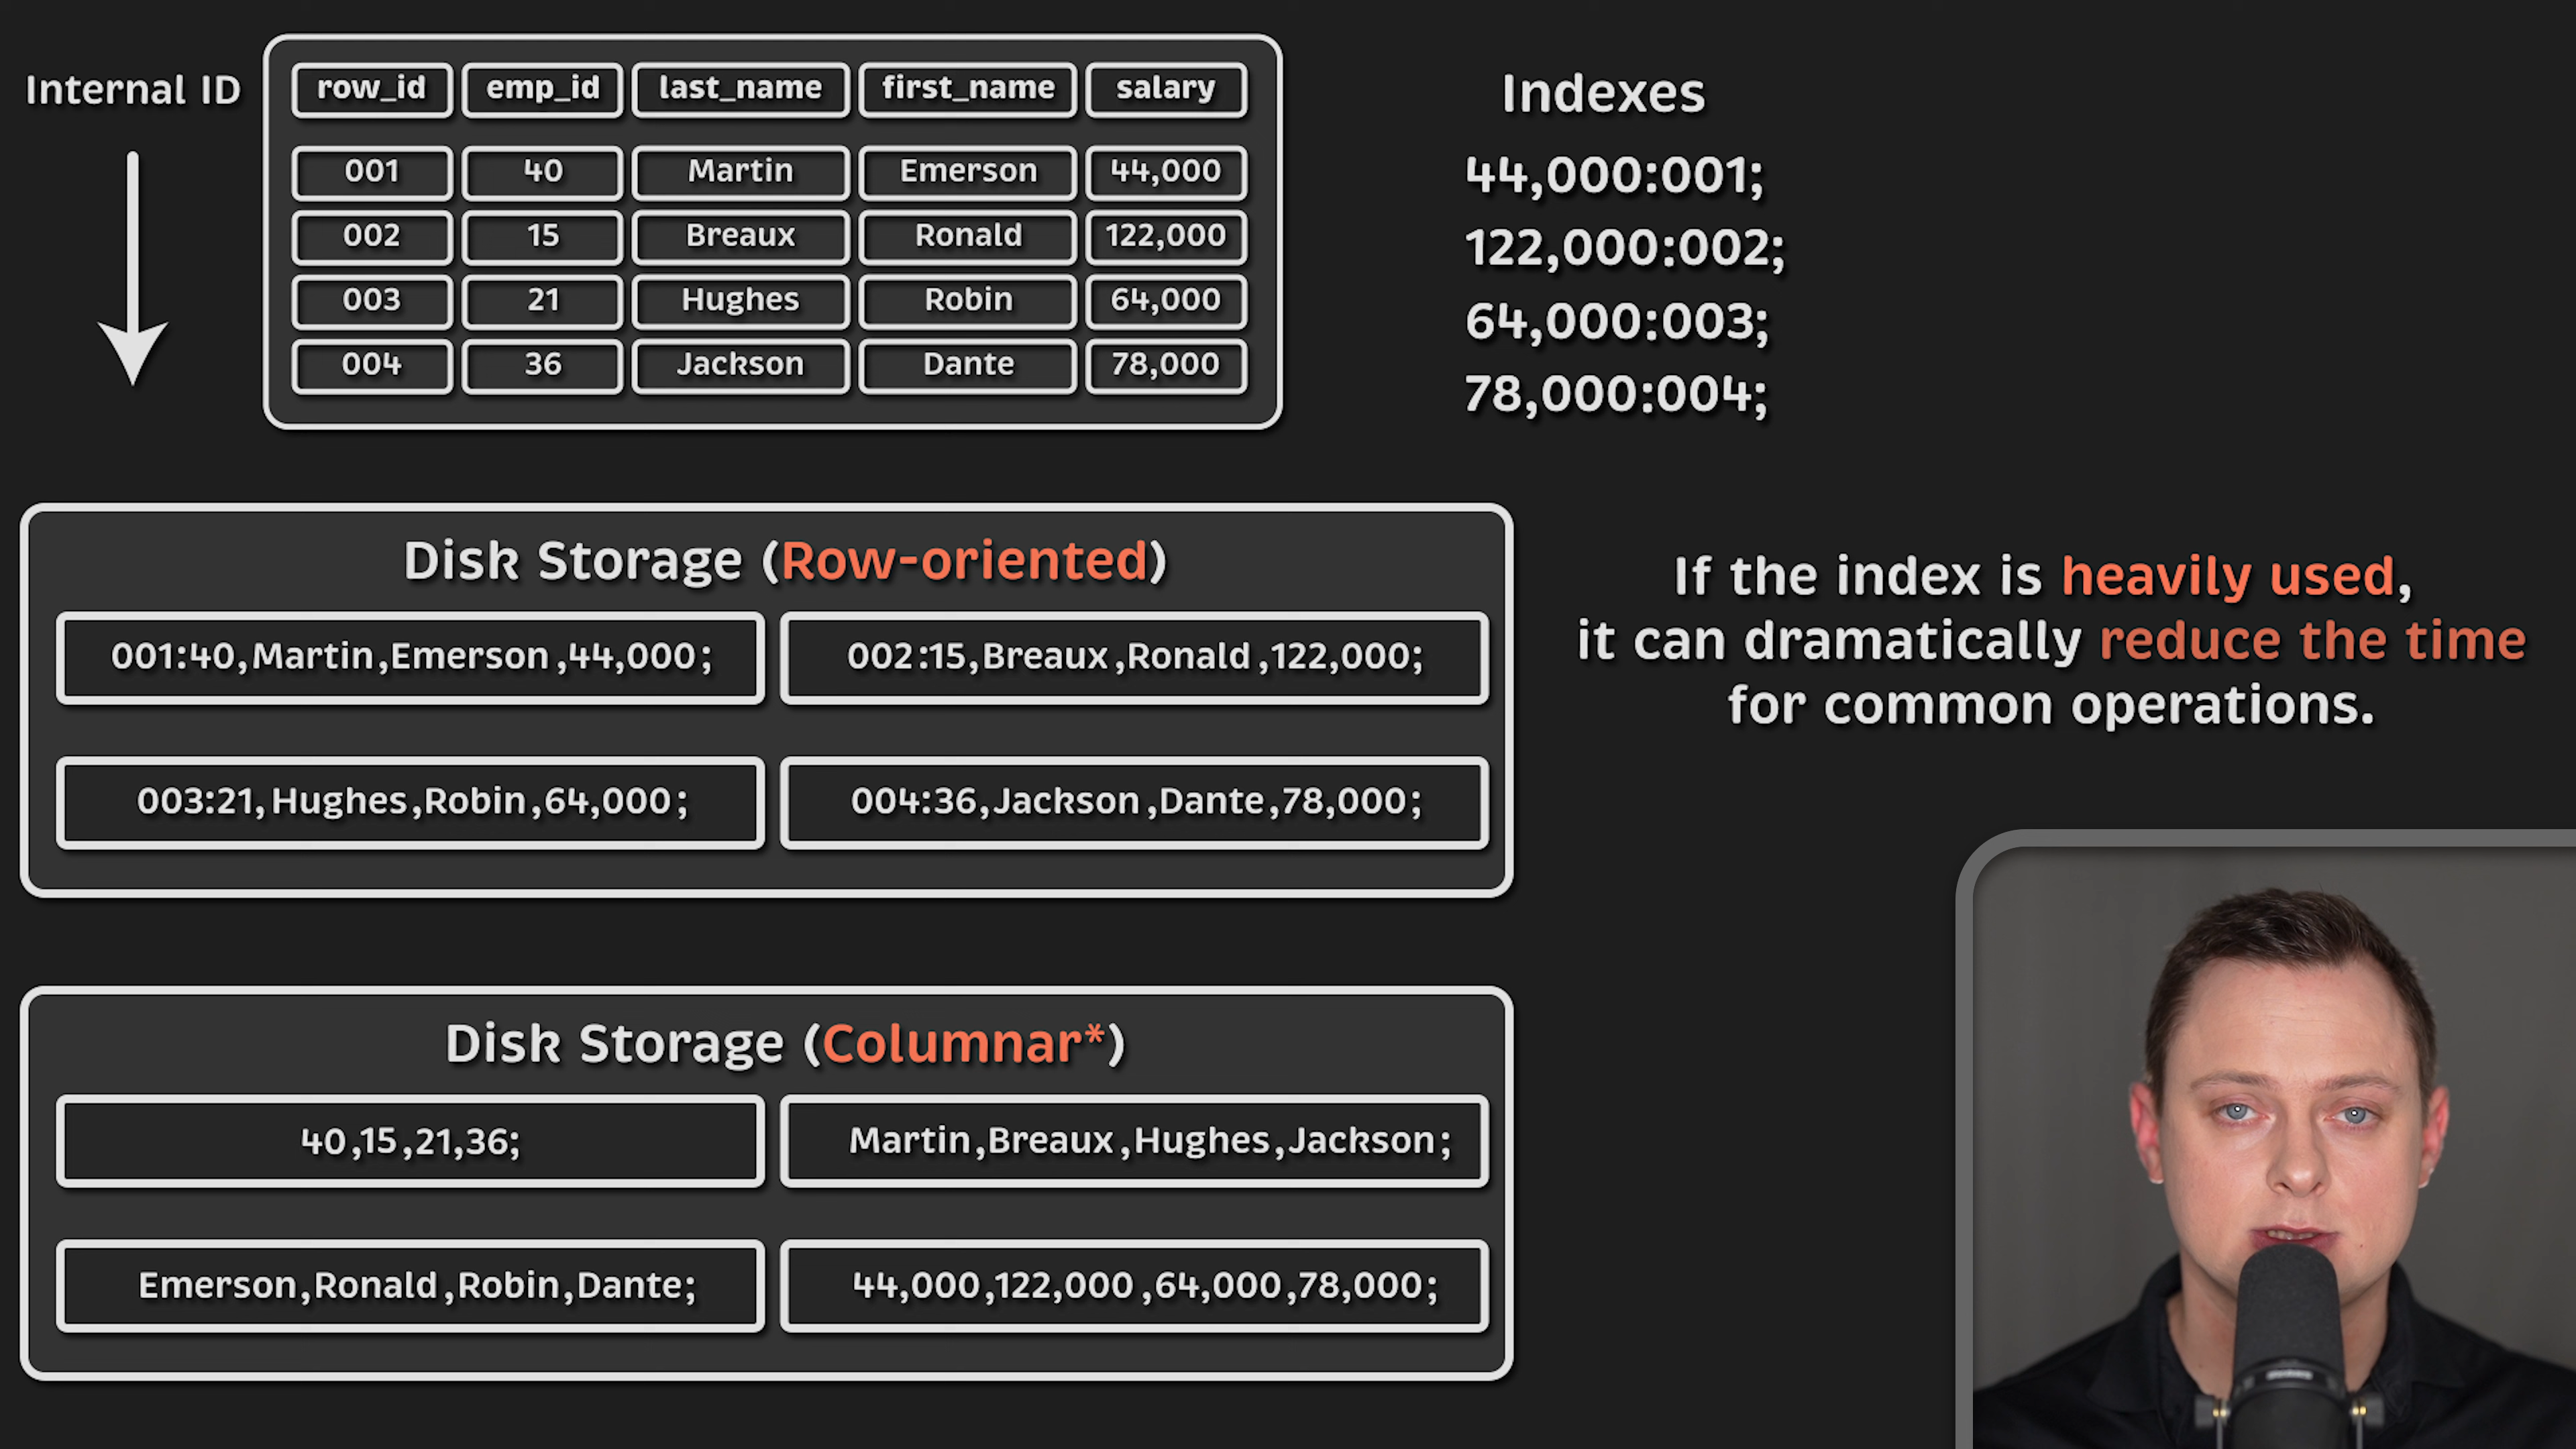 Internal ID
row_id emp_id last_name first_name salary
001 40 Martin Emerson 44,000
002 15 Breaux Ronald 122,000
003 21 Hughes Robin 64,000
004 36 Jackson Dante 78,000
Indexes
44,000:001;
122,000:002;
64,000:003;
78,000:004;
Disk Storage (Row-oriented)
001:40,Martin,Emerson,44,000; 002:15,Breaux,Ronald,122,000;
003:21,Hughes,Robin,64,000; 004:36,Jackson,Dante,78,000;
If the index is heavily used,
it can dramatically reduce the time
for common operations.
Disk Storage (Columnar*)
40,15,21,36; Martin,Breaux,Hughes,Jackson;
Emerson,Ronald,Robin,Dante; 44,000,122,000,64,000,78,000;